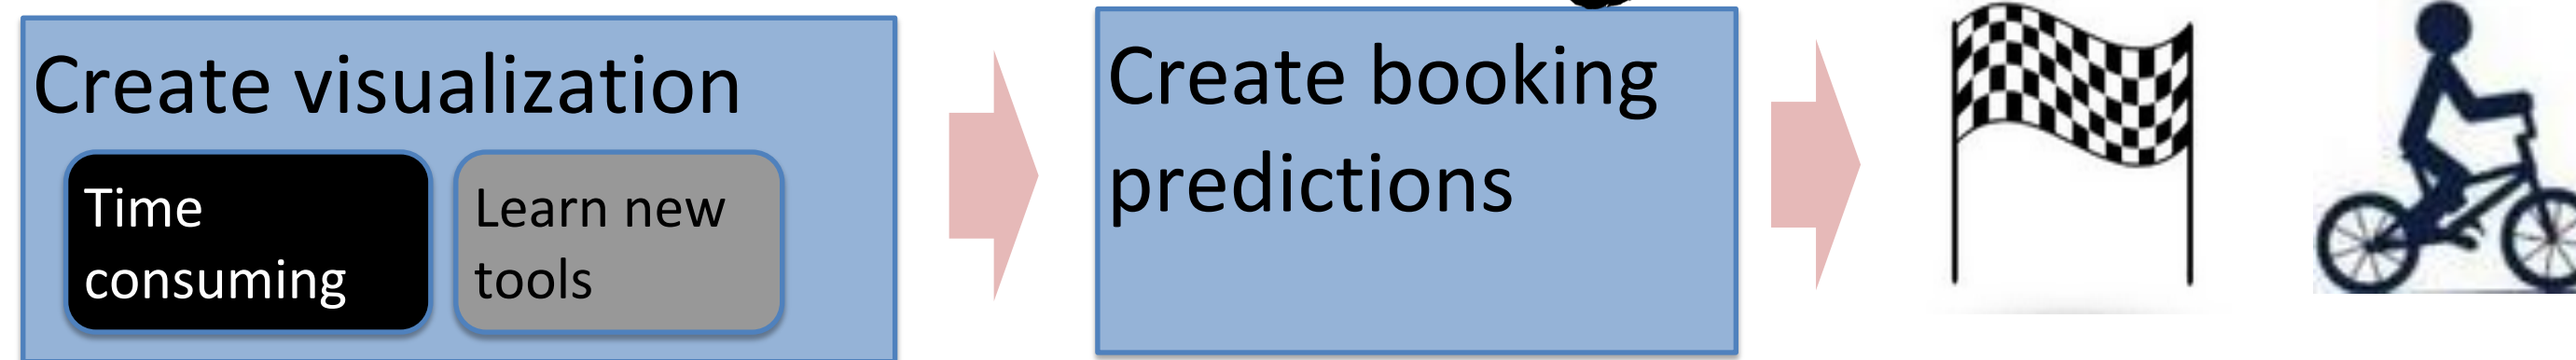 Create visualization
Time
consuming
Learn new
tools
Create booking
predictions